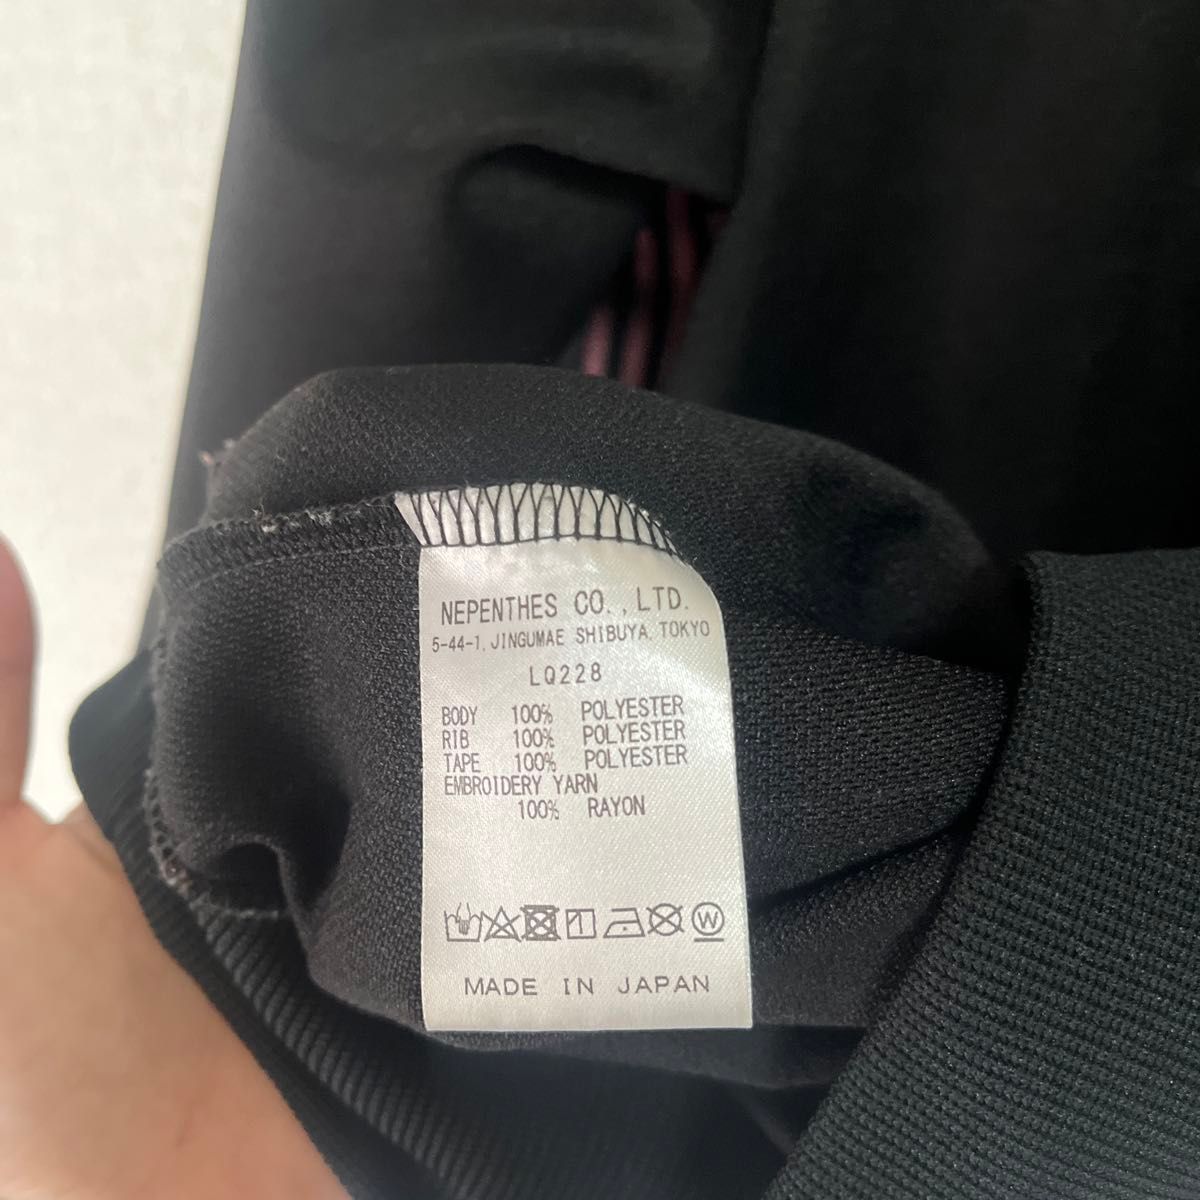 NEPENTHES CO.,LTD.
5-44-1, JINGUMAE SHIBUYA, TOKYO
LQ228
BODY 100% POLYESTER
RIB 100% POLYESTER
TAPE 100% POLYESTER
EMBROIDERY YARN
100% RAYON
W
MADE IN JAPAN